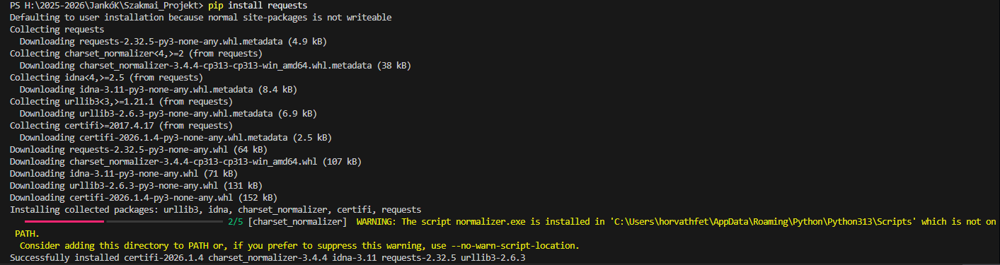 PS H:\2025-2026\JankóK\Szakmai_Projekt> pip install requests
Defaulting to user installation because normal site-packages is not writeable
Collecting requests
  Downloading requests-2.32.5-py3-none-any.whl.metadata (4.9 kB)
Collecting charset_normalizer<4,>=2 (from requests)
  Downloading charset_normalizer-3.4.4-cp313-cp313-win_amd64.whl.metadata (38 kB)
Collecting idna<4,>=2.5 (from requests)
  Downloading idna-3.11-py3-none-any.whl.metadata (8.4 kB)
Collecting urllib3<3,>=1.21.1 (from requests)
  Downloading urllib3-2.6.3-py3-none-any.whl.metadata (6.9 kB)
Collecting certifi>=2017.4.17 (from requests)
  Downloading certifi-2026.1.4-py3-none-any.whl.metadata (2.5 kB)
Downloading requests-2.32.5-py3-none-any.whl (64 kB)
Downloading charset_normalizer-3.4.4-cp313-cp313-win_amd64.whl (107 kB)
Downloading idna-3.11-py3-none-any.whl (71 kB)
Downloading urllib3-2.6.3-py3-none-any.whl (131 kB)
Downloading certifi-2026.1.4-py3-none-any.whl (152 kB)
Installing collected packages: urllib3, idna, charset_normalizer, certifi, requests
2/5 [charset_normalizer]  WARNING: The script normalizer.exe is installed in 'C:\Users\horvathfet\AppData\Roaming\Python\Python313\Scripts' which is not on
 PATH.
  Consider adding this directory to PATH or, if you prefer to suppress this warning, use --no-warn-script-location.
Successfully installed certifi-2026.1.4 charset_normalizer-3.4.4 idna-3.11 requests-2.32.5 urllib3-2.6.3